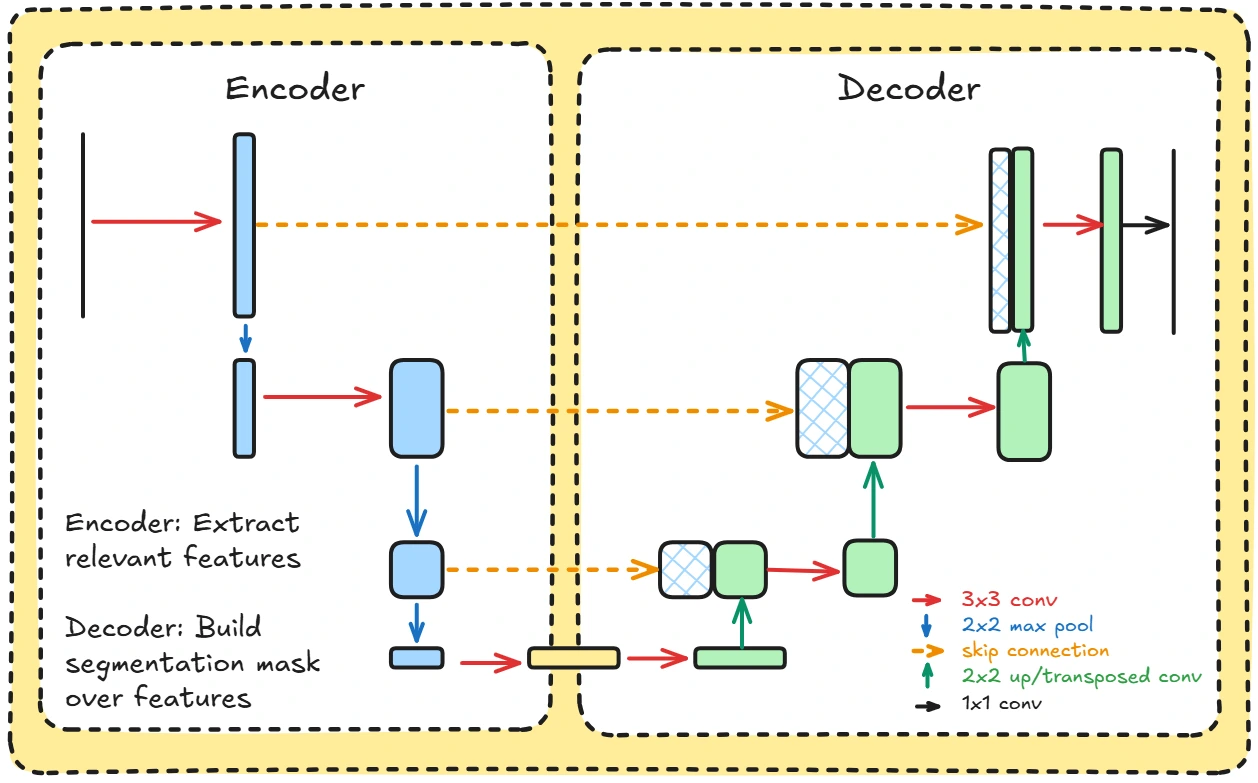 Encoder
Decoder
Encoder: Extract
relevant features
Decoder: Build
segmentation mask
over features
3x3 conv
2x2 max pool
skip connection
2x2 up/transposed conv
1x1 conv